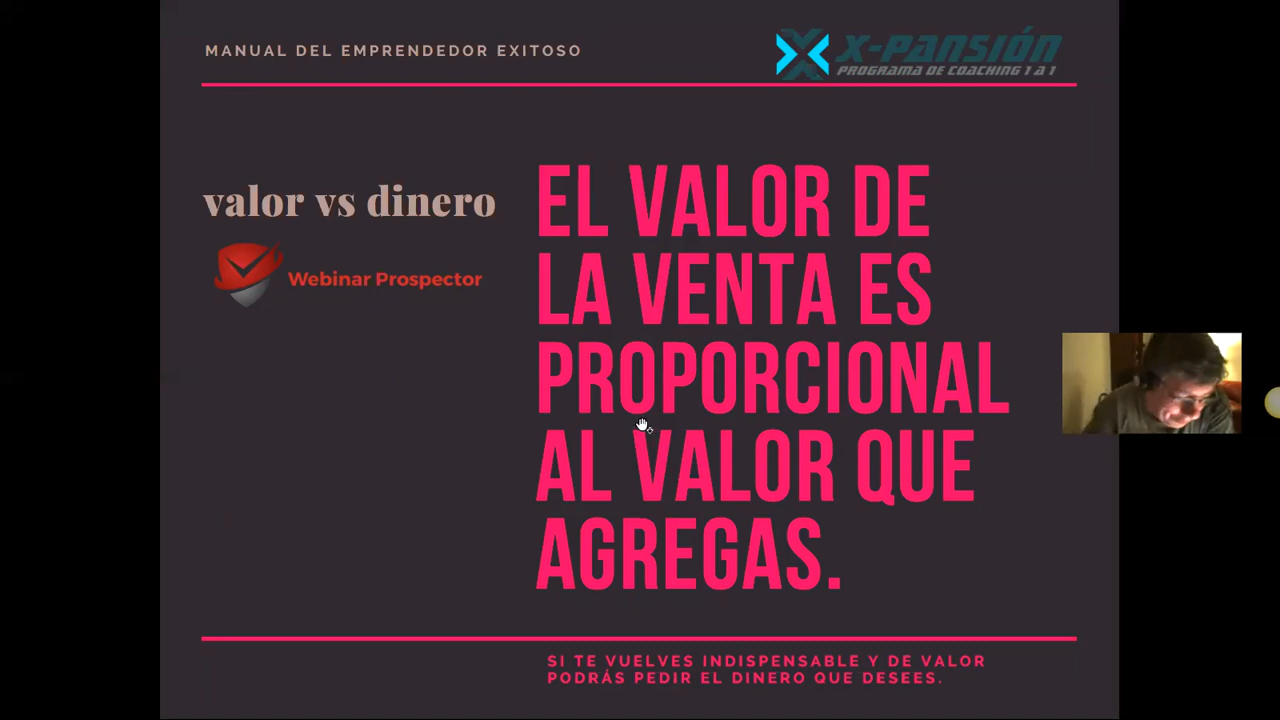 MANUAL DEL EMPRENDEDOR EXITOSO
X-PANSIÓN
PROGRAMA DE COACHING 1 A 1
valor vs dinero
Webinar Prospector
EL VALOR DE
LA VENTA ES
PROPORCIONAL
AL VALOR QUE
AGREGAS.
SI TE VUELVES INDISPENSABLE Y DE VALOR
PODRÁS PEDIR EL DINERO QUE DESEES.